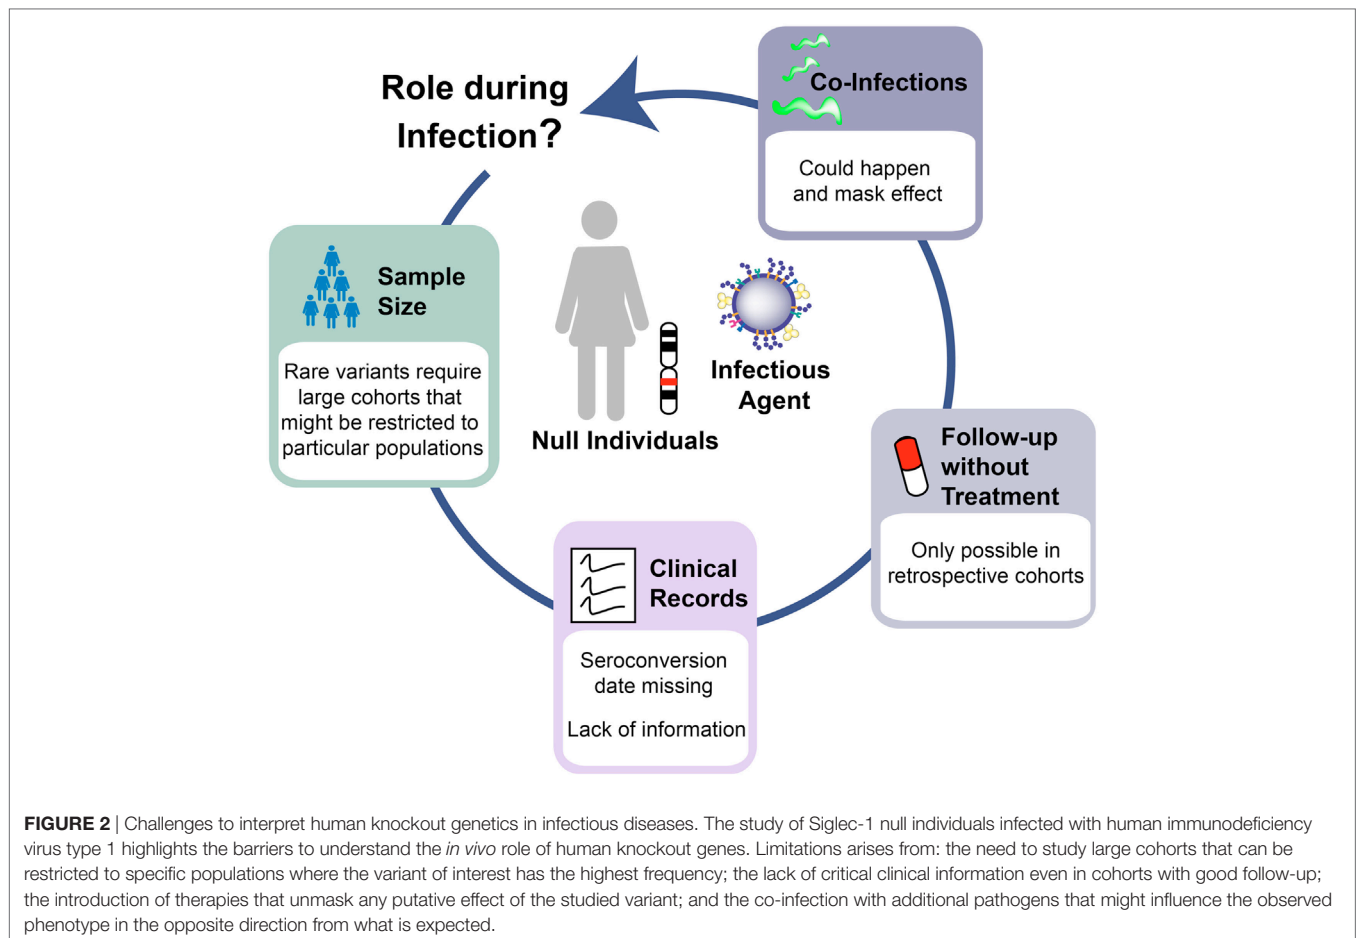 Role during
Infection?
Co-Infections
Could happen
and mask effect
Sample
Size
Rare variants require
large cohorts that
might be restricted to
particular populations
Null Individuals
Infectious
Agent
Follow-up
without
Treatment
Only possible in
retrospective cohorts
Clinical
Records
Seroconversion
date missing
Lack of information
FIGURE 2 | Challenges to interpret human knockout genetics in infectious diseases. The study of Siglec-1 null individuals infected with human immunodeficiency
virus type 1 highlights the barriers to understand the in vivo role of human knockout genes. Limitations arises from: the need to study large cohorts that can be
restricted to specific populations where the variant of interest has the highest frequency; the lack of critical clinical information even in cohorts with good follow-up;
the introduction of therapies that unmask any putative effect of the studied variant; and the co-infection with additional pathogens that might influence the observed
phenotype in the opposite direction from what is expected.